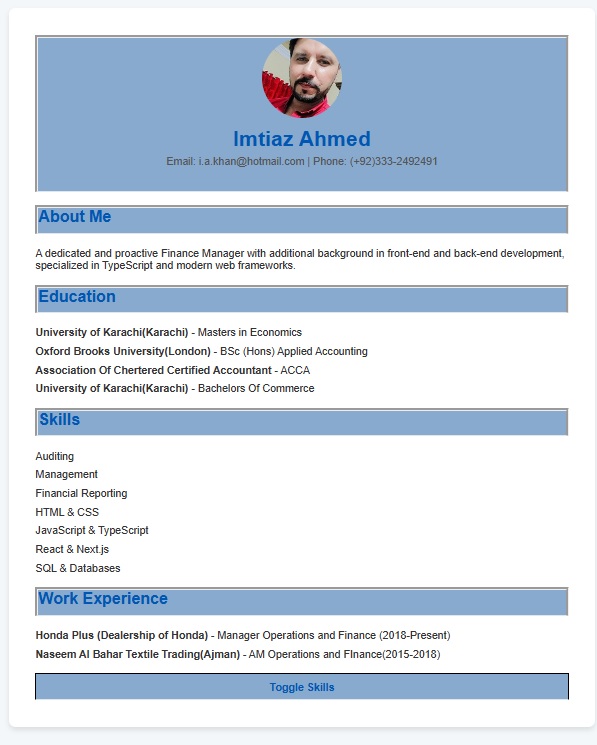 Imtiaz Ahmed
Email: i.a.khan@hotmail.com | Phone: (+92)333-2492491
About Me
A dedicated and proactive Finance Manager with additional background in front-end and back-end development,
specialized in TypeScript and modern web frameworks.
Education
University of Karachi(Karachi) - Masters in Economics
Oxford Brooks University(London) - BSc (Hons) Applied Accounting
Association Of Chertered Certified Accountant - ACCA
University of Karachi(Karachi) - Bachelors Of Commerce
Skills
Auditing
Management
Financial Reporting
HTML & CSS
JavaScript & TypeScript
React & Next.js
SQL & Databases
Work Experience
Honda Plus (Dealership of Honda) - Manager Operations and Finance (2018-Present)
Naseem Al Bahar Textile Trading(Ajman) - AM Operations and FInance(2015-2018)
Toggle Skills